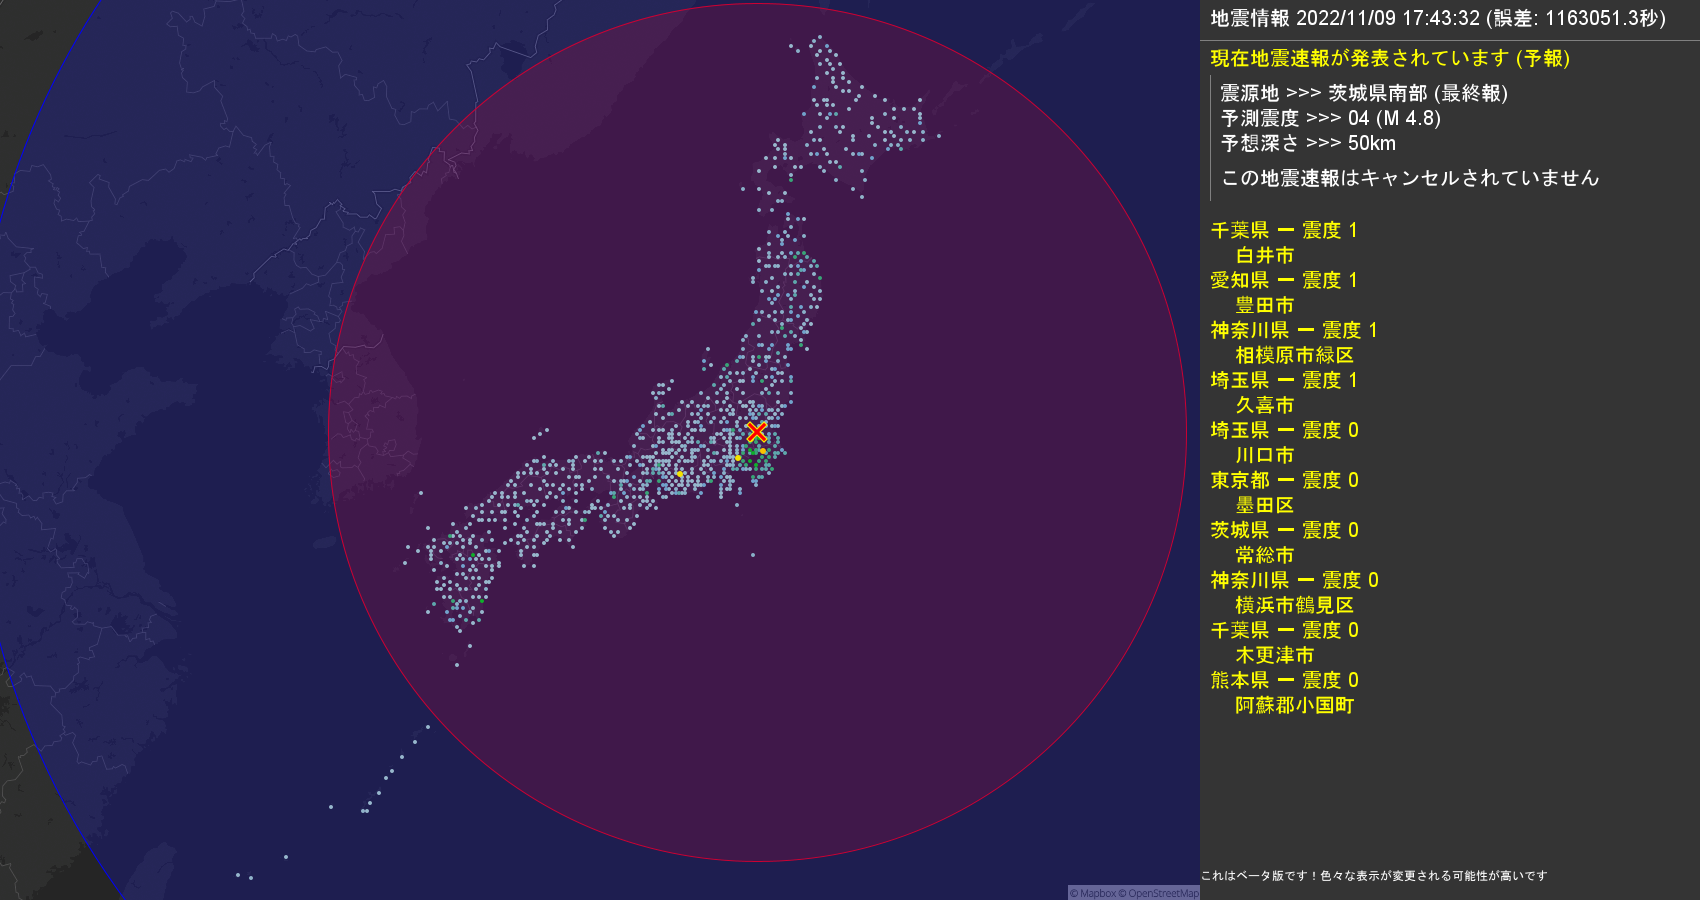 地震情報 2022/11/09 17:43:32 (誤差: 1163051.3秒)
現在地震速報が発表されています (予報)
震源地 >>> 茨城県南部 (最終報)
予測震度 >>> 04 (M 4.8)
予想深さ >>> 50km
この地震速報はキャンセルされていません
千葉県 ー 震度 1
白井市
愛知県 ー 震度 1
豊田市
神奈川県 ー 震度 1
相模原市緑区
埼玉県 ー 震度 1
久喜市
埼玉県 ー 震度 0
川口市
東京都 ー 震度 0
墨田区
茨城県 ー 震度 0
常総市
神奈川県 ー 震度 0
横浜市鶴見区
千葉県 ー 震度 0
木更津市
熊本県 ー 震度 0
阿蘇郡小国町
これはベータ版です！色々な表示が変更される可能性が高いです
© Mapbox © OpenStreetMap